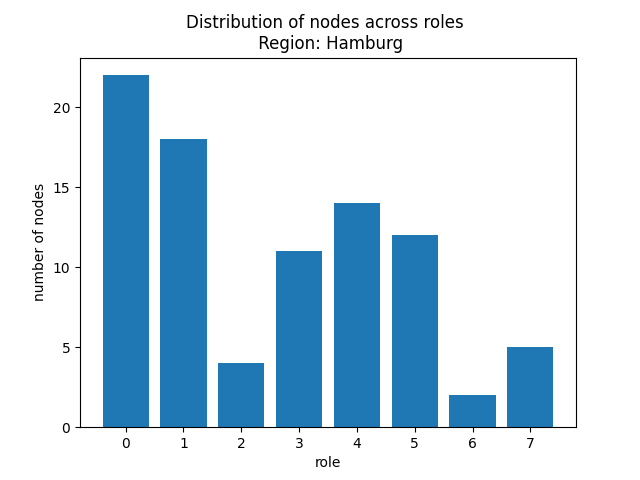 Distribution of nodes across roles
Region: Hamburg
20
15
10
5
0
number of nodes
0 1 2 3 4 5 6 7
role